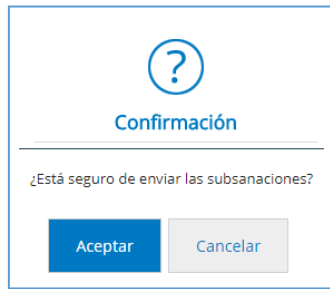 ?
Confirmación
¿Está seguro de enviar las subsanaciones?
Aceptar Cancelar